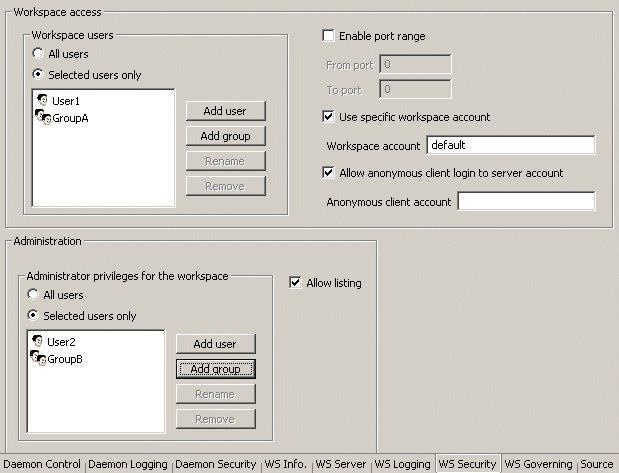 Workspace access
Workspace users
All users
Selected users only
User1
GroupA
Add user
Add group
Rename
Remove
Enable port range
From port 0
To port 0
Use specific workspace account
Workspace account default
Allow anonymous client login to server account
Anonymous client account
Administration
Administrator privileges for the workspace
All users
Selected users only
User2
GroupB
Add user
Add group
Rename
Remove
Allow listing
Daemon Control Daemon Logging Daemon Security WS Info. WS Server WS Logging WS Security WS Governing Source